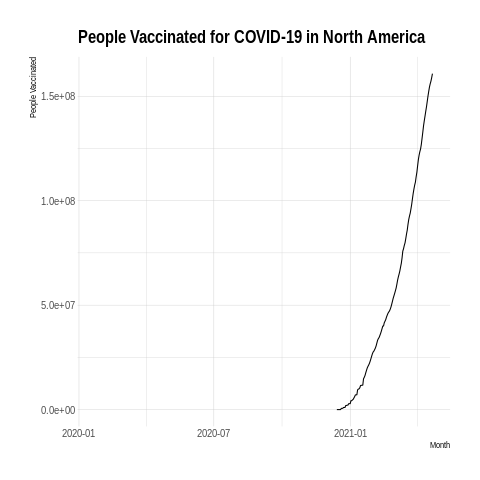 People Vaccinated for COVID-19 in North America
People Vaccinated
1.5e+08
1.0e+08
5.0e+07
0.0e+00
2020-01
2020-07
2021-01
Month